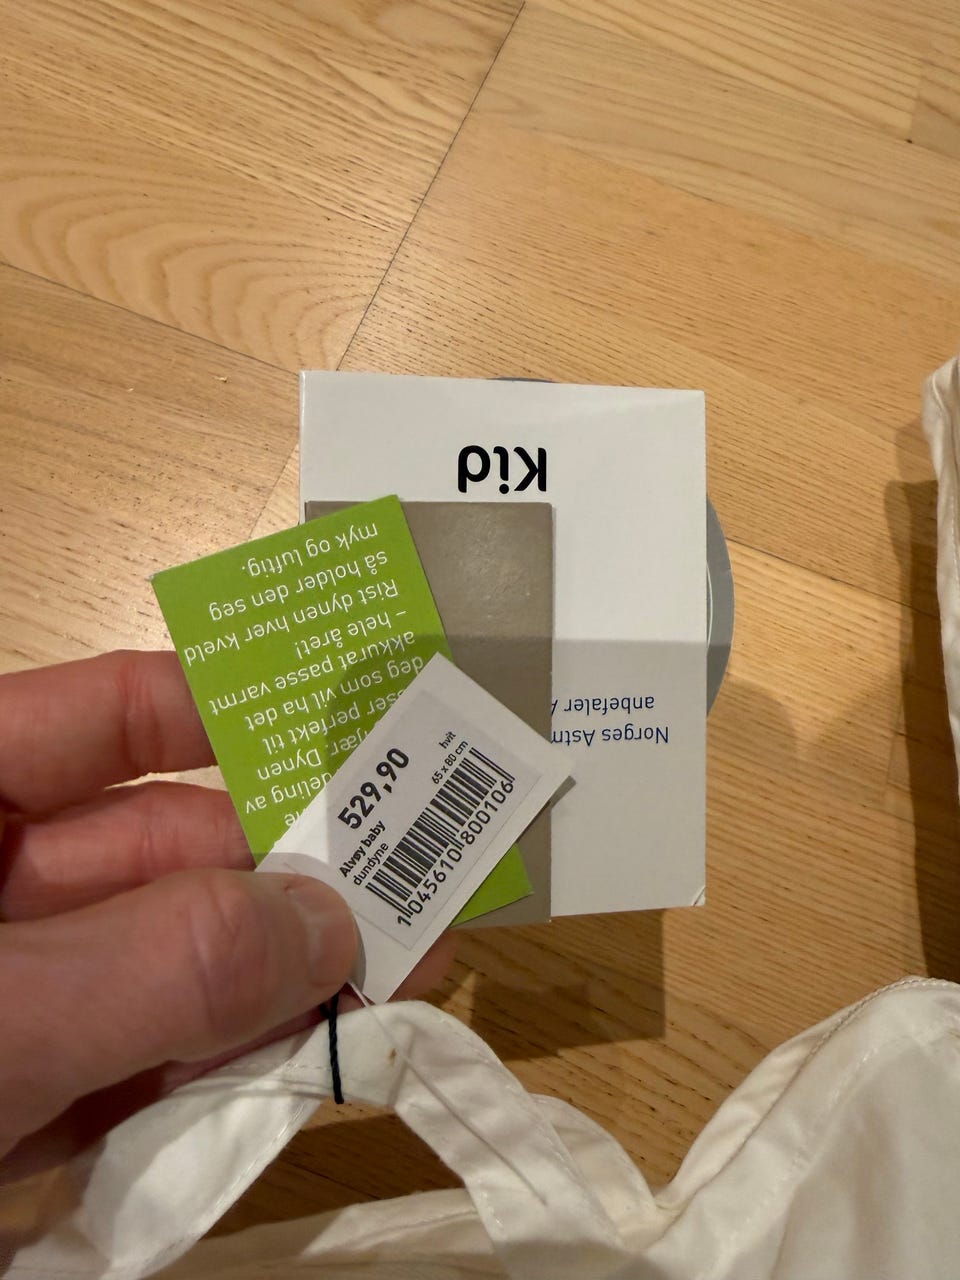 Norges Astm
anbefaler
Kid
deling av
Dynen
perfekt til
deg som vil ha det
akkurat passe varmt
– hele året!
Rist dynen hver kveld
så holder den seg
myk og luftig.
529,90
hvit
Alvøy baby 65 x 80 cm
dundyne
1045610800106